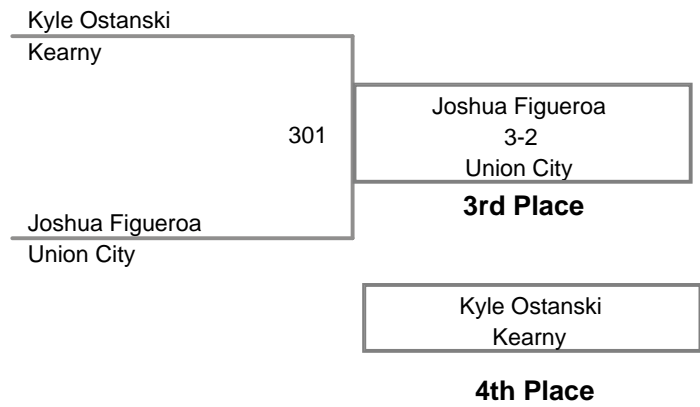 Kyle Ostanski
Kearny
301
Joshua Figueroa
3-2
Union City
3rd Place
Joshua Figueroa
Union City
Kyle Ostanski
Kearny
4th Place